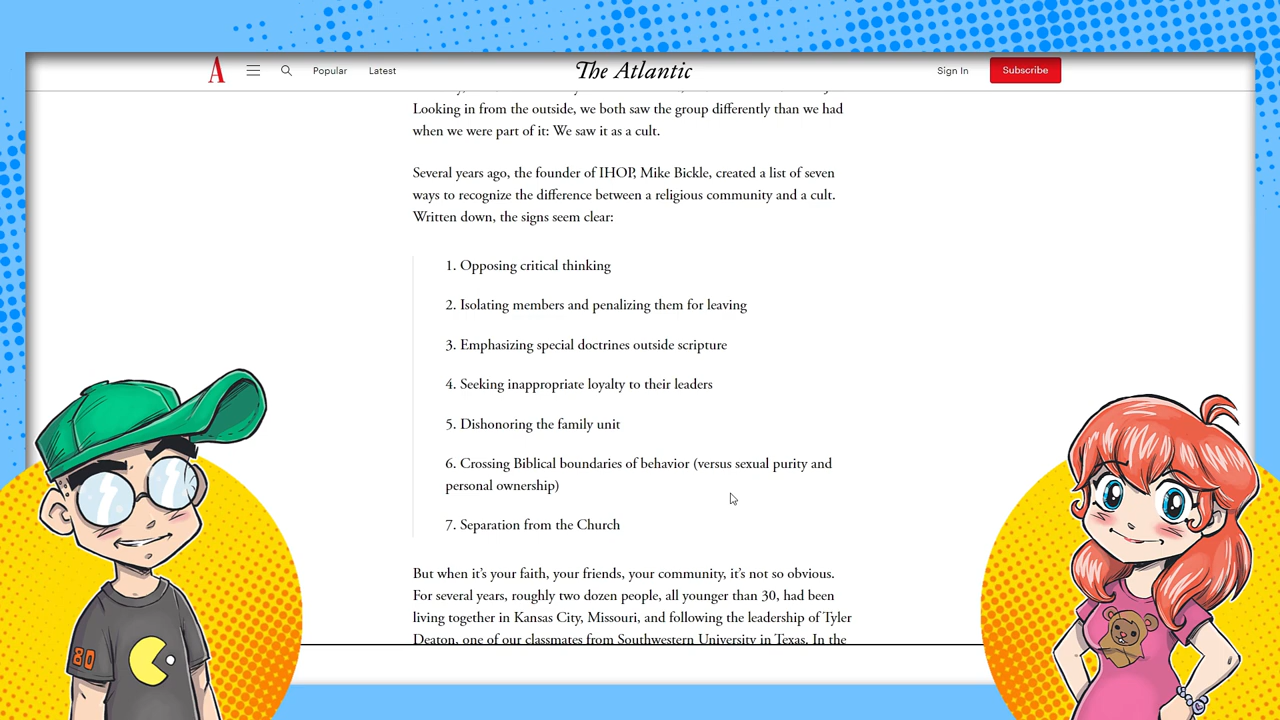 A
Popular
Latest
The Atlantic
Sign In
Subscribe
Looking in from the outside, we both saw the group differently than we had
when we were part of it: We saw it as a cult.
Several years ago, the founder of IHOP, Mike Bickle, created a list of seven
ways to recognize the difference between a religious community and a cult.
Written down, the signs seem clear:
1. Opposing critical thinking
2. Isolating members and penalizing them for leaving
3. Emphasizing special doctrines outside scripture
4. Seeking inappropriate loyalty to their leaders
5. Dishonoring the family unit
6. Crossing Biblical boundaries of behavior (versus sexual purity and
personal ownership)
7. Separation from the Church
But when it's your faith, your friends, your community, it's not so obvious.
For several years, roughly two dozen people, all younger than 30, had been
living together in Kansas City, Missouri, and following the leadership of Tyler
Deaton, one of our classmates from Southwestern University in Texas. In the
80